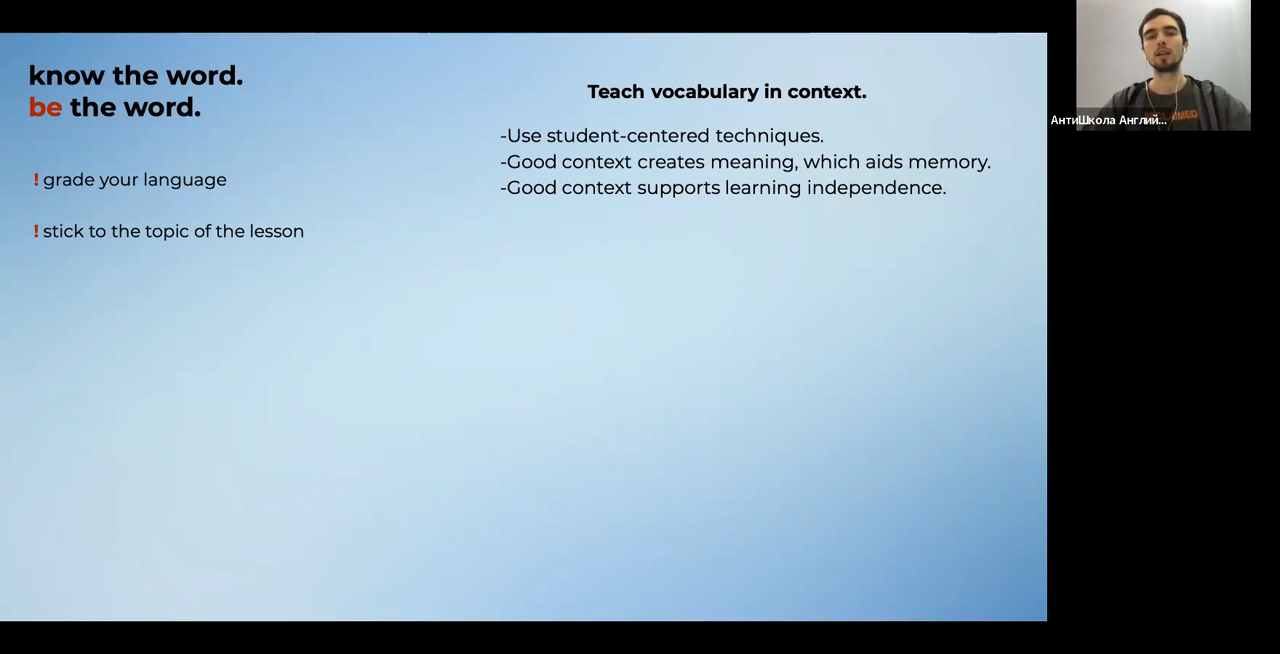 know the word.
be the word.
! grade your language
! stick to the topic of the lesson
Teach vocabulary in context.
-Use student-centered techniques.
-Good context creates meaning, which aids memory.
-Good context supports learning independence.
АнтиШкола Англий...